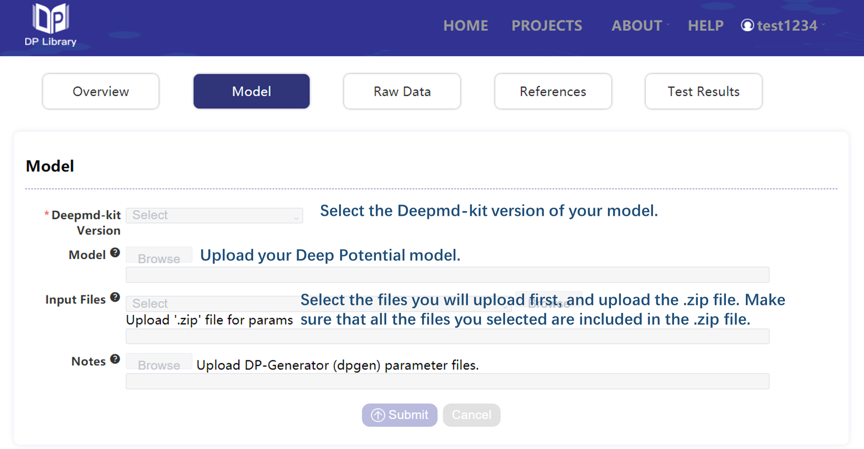 DP Library
HOME PROJECTS ABOUT HELP test1234
Overview Model Raw Data References Test Results
Model
* Deepmd-kit Version
Select
Select the Deepmd-kit version of your model.
Model ?
Browse
Upload your Deep Potential model.
Input Files ?
Select
Browse
Select the files you will upload first, and upload the .zip file. Make
sure that all the files you selected are included in the .zip file.
Upload '.zip' file for params
Notes ?
Browse
Upload DP-Generator (dpgen) parameter files.
Submit Cancel